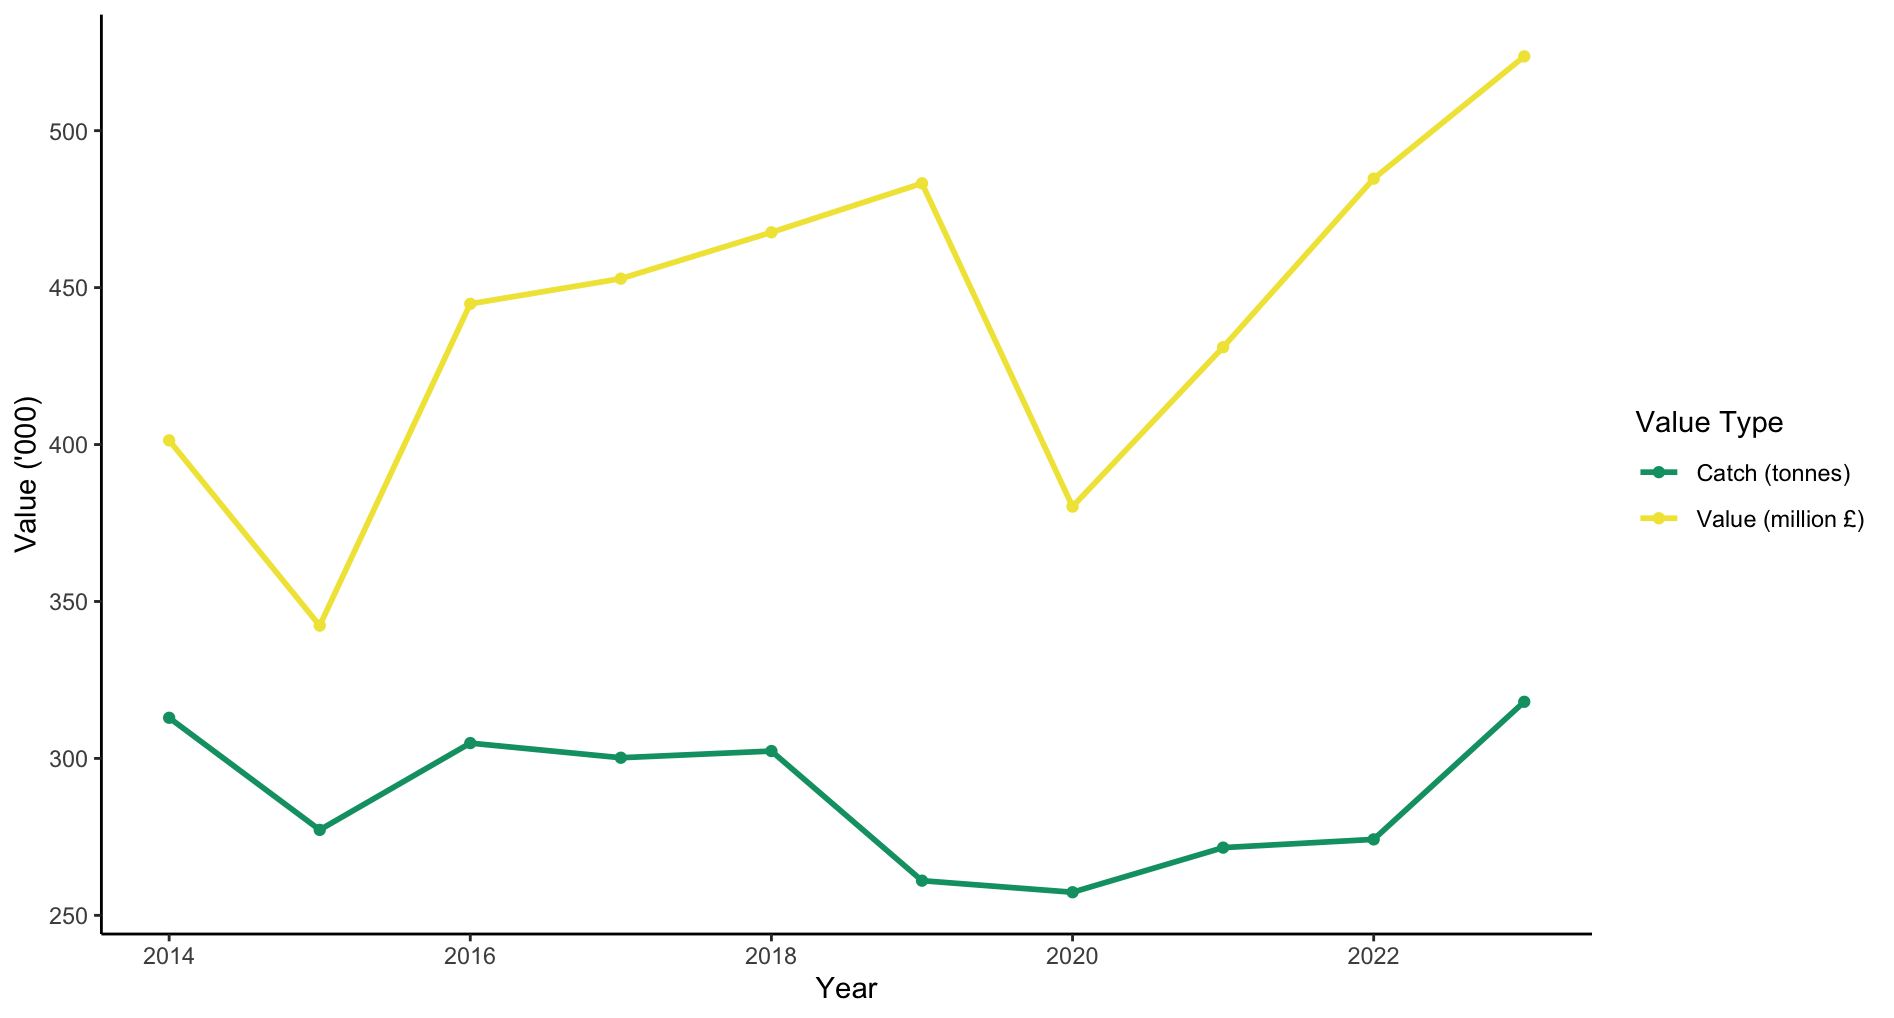 500
450
400
350
300
250
Value ('000)
2014 2016 2018 2020 2022
Year
Value Type
Catch (tonnes)
Value (million £)